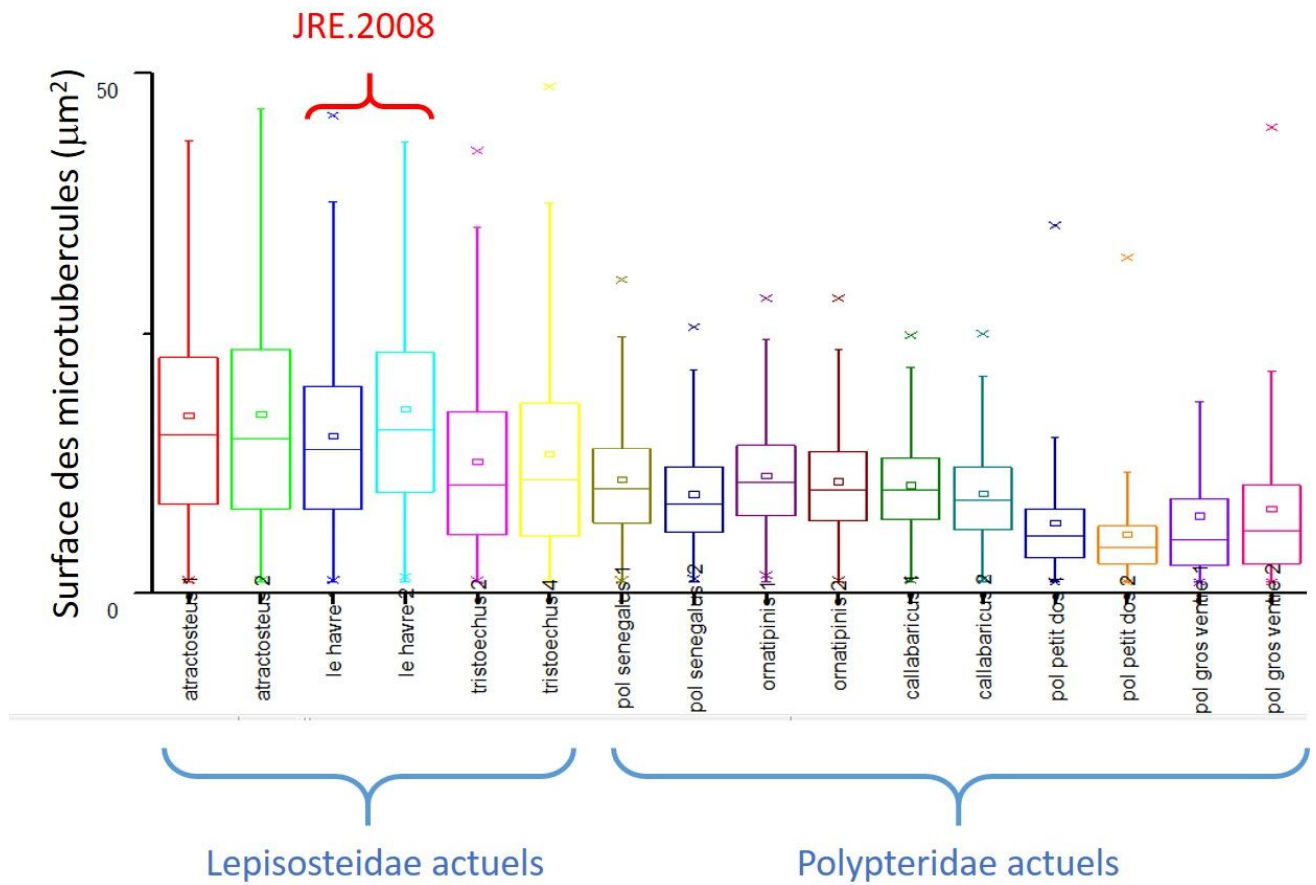 JRE.2008
Surface des microtubercules (µm²)
50
0
atractosteus 1
atractosteus 2
le havre 1
le havre 2
tristoechus 2
tristoechus 4
pol senegalus 1
pol senegalus 2
ornatipinis 1
ornatipinis 2
callabaricus 1
callabaricus 2
pol petit dos 1
pol petit dos 2
pol gros ventre 1
pol gros ventre 2
Lepisosteidae actuels
Polypteridae actuels